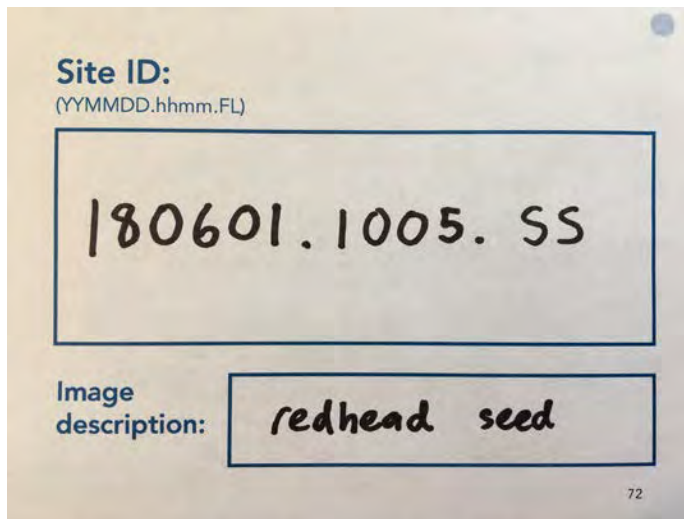 Site ID:
(YYMMDD.hhmm.FL)
180601.1005. SS
Image
description:
redhead seed
72